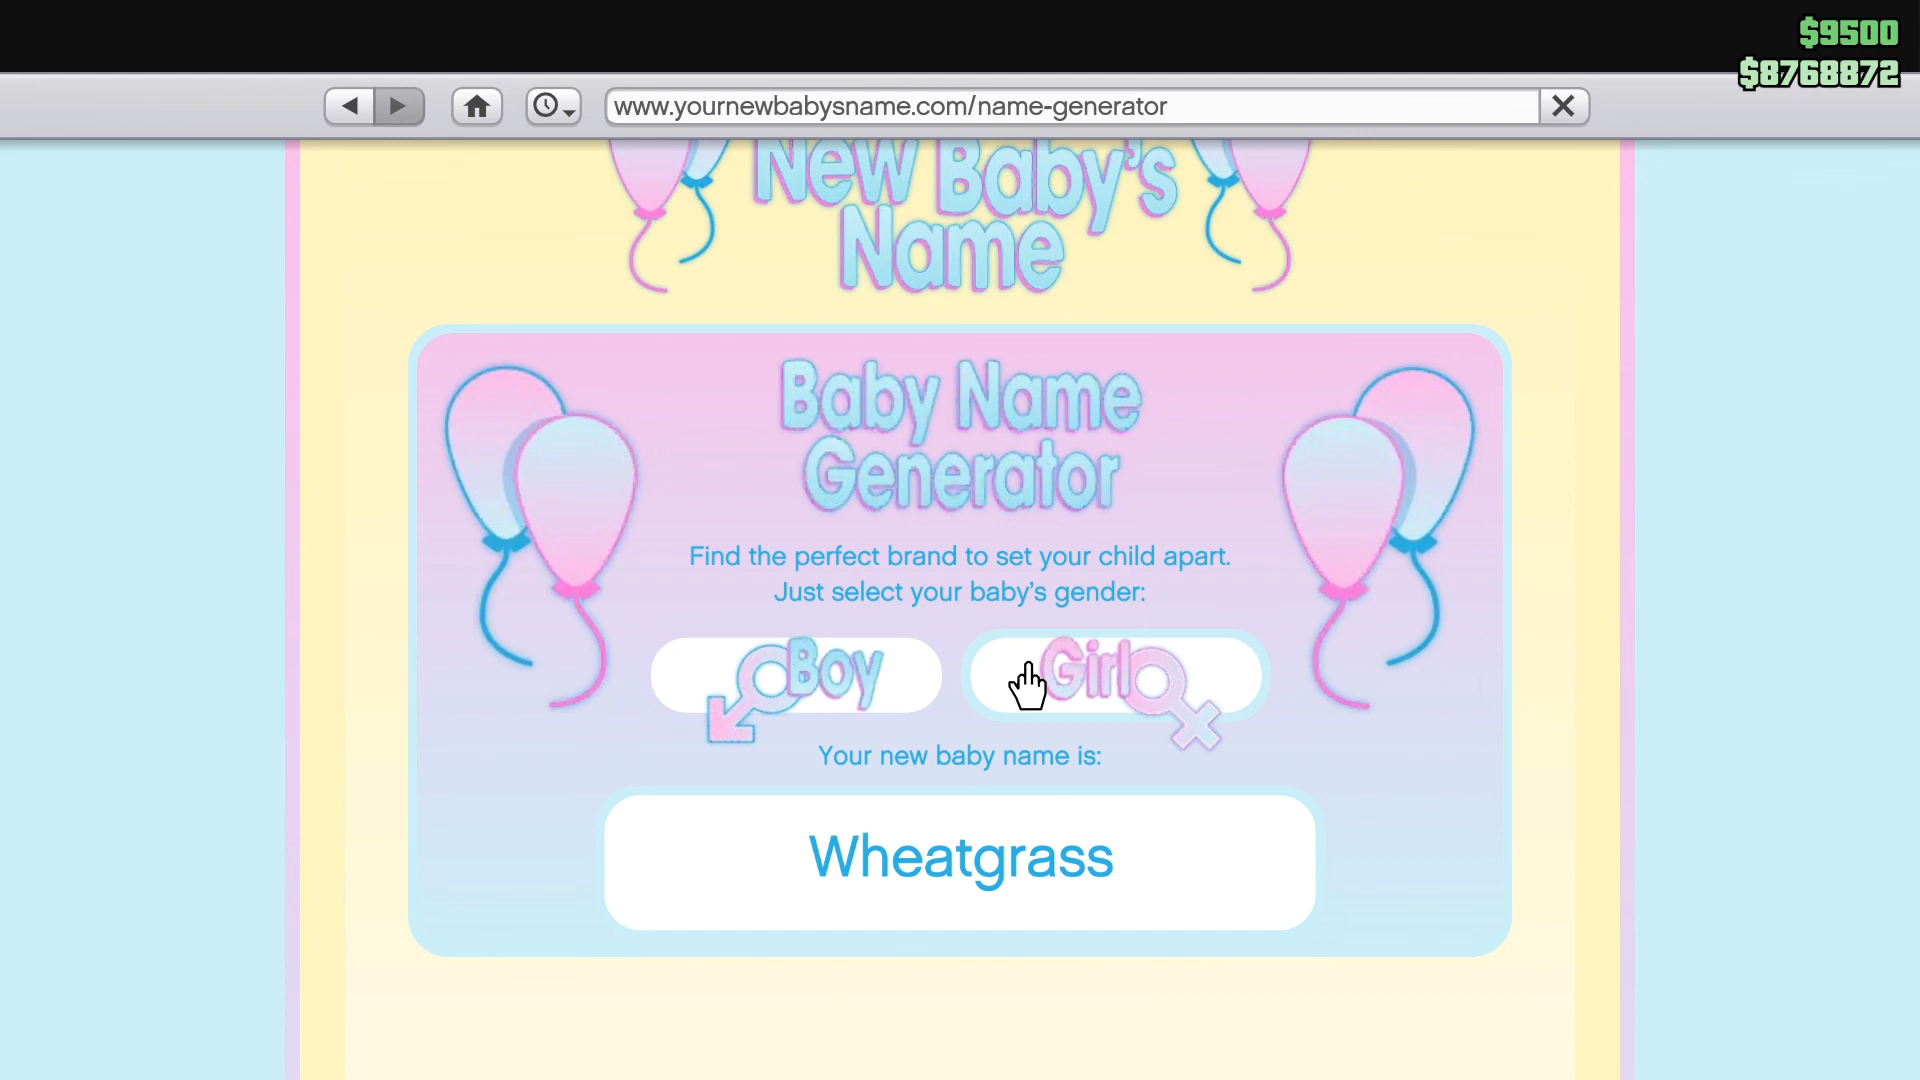 $9500
$8768872
www.yournewbabysname.com/name-generator
New Baby's
Name
Baby Name
Generator
Find the perfect brand to set your child apart.
Just select your baby's gender:
Boy
Girl
Your new baby name is:
Wheatgrass